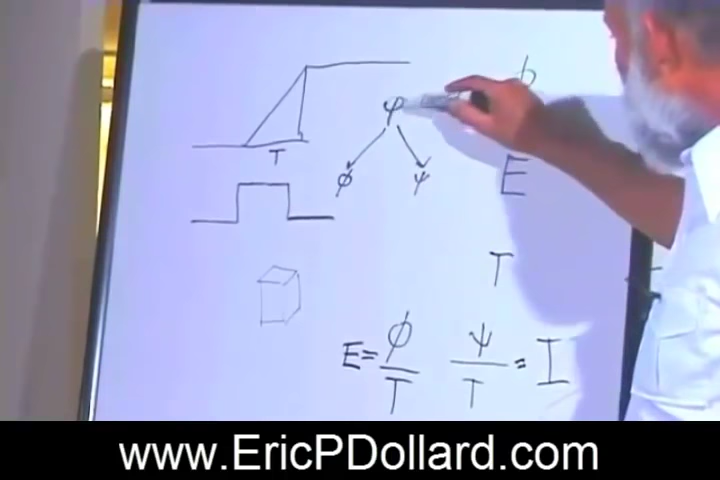 φ ϕ
T
ϕ ψ E
T
E = ϕ/T ψ/T = I
www.EricPDollard.com